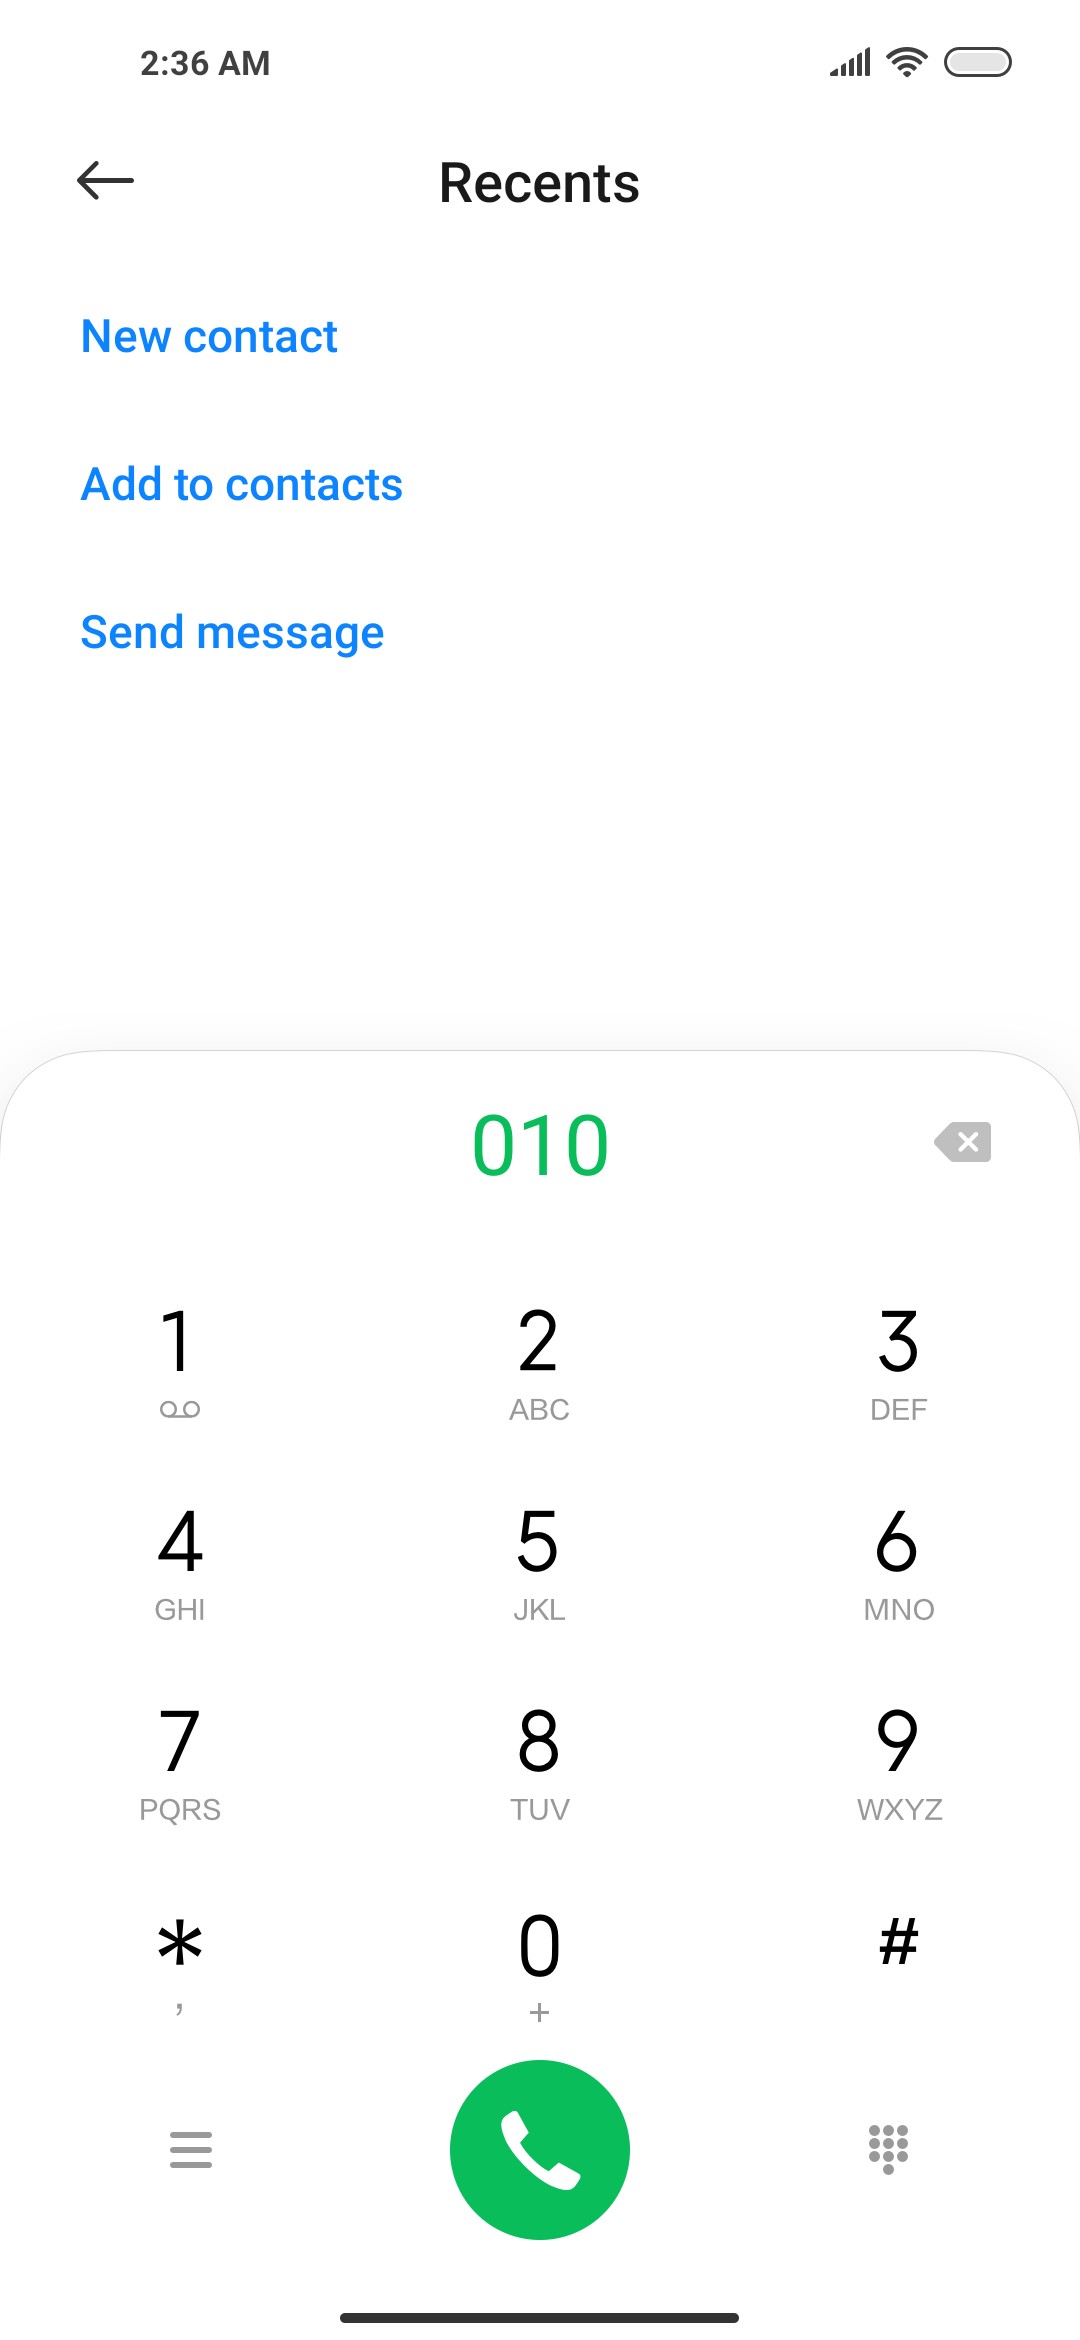 2:36 AM
Recents
New contact
Add to contacts
Send message
010
1 2 3
ABC DEF
4 5 6
GHI JKL MNO
7 8 9
PQRS TUV WXYZ
* 0 #
, +